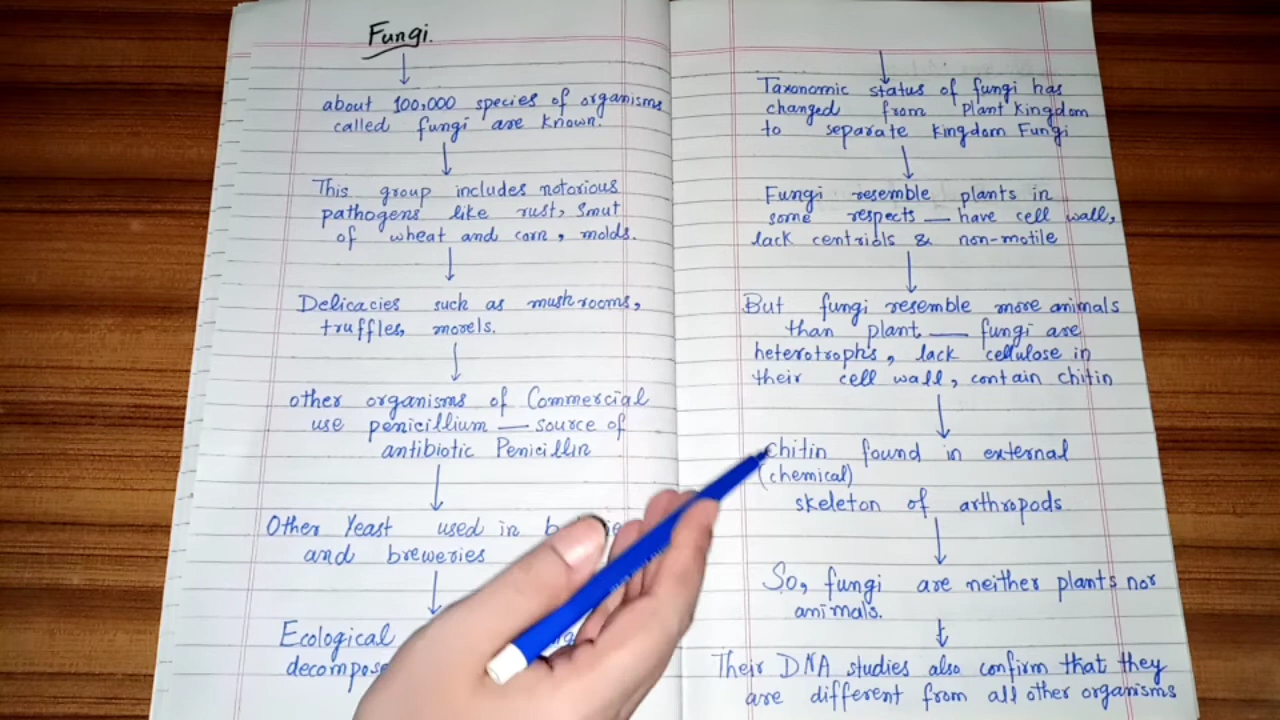 Fungi.
about 100,000 species of organisms
called fungi are known.
This group includes notorious
pathogens like rust, smut
of wheat and corn, molds.
Delicacies such as mushrooms,
truffles, morels.
other organisms of Commercial
use penicillium — source of
antibiotic Penicillin
Other Yeast used in
and breweries
Ecological
Taxonomic status of fungi has
changed from plant kingdom
to separate kingdom Fungi
Fungi resemble plants in
some respects — have cell wall,
lack centriols & non-motile
But fungi resemble more animals
than plant — fungi are
heterotrophs, lack cellulose in
their cell wall, contain chitin
Chitin found in external
(chemical)
skeleton of arthropods
So, fungi are neither plants nor
animals.
Their DNA studies also confirm that they
are different from all other organisms